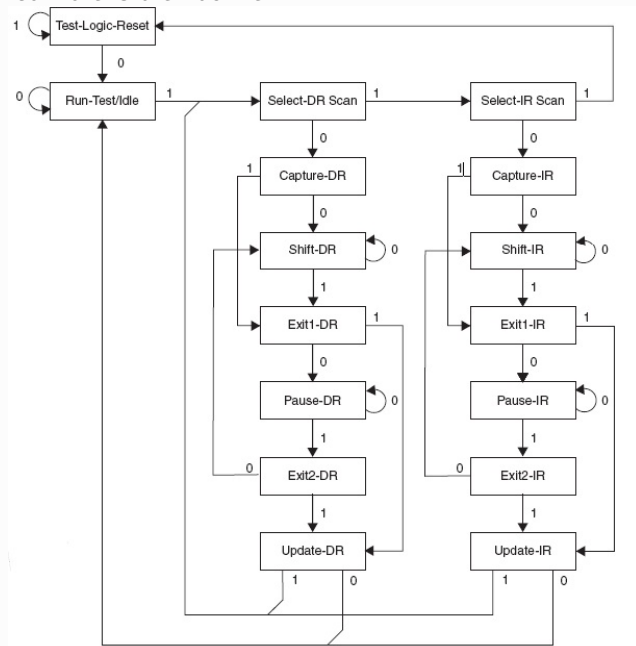 1 Test-Logic-Reset
0
0 Run-Test/Idle 1 Select-DR Scan 1 Select-IR Scan 1
0 0
1 Capture-DR 1 Capture-IR
0 0
Shift-DR 0 Shift-IR 0
1 1
Exit1-DR 1 Exit1-IR 1
0 0
Pause-DR 0 Pause-IR 0
1 1
0 Exit2-DR 0 Exit2-IR
1 1
Update-DR Update-IR
1 0 1 0